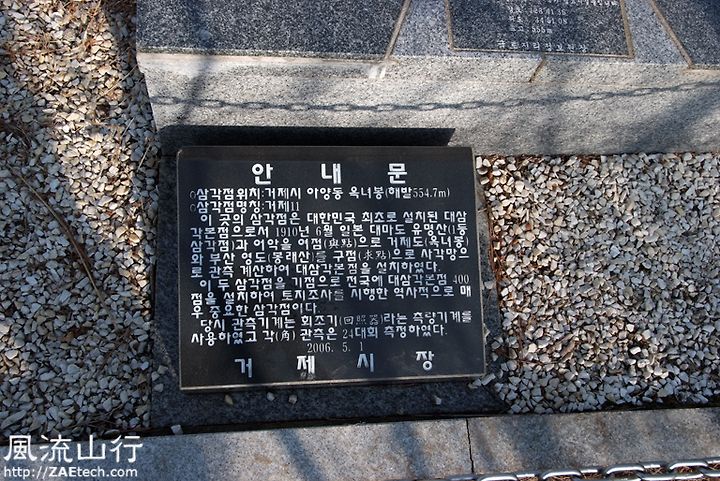 국토지리정보원장
안내문
○삼각점위치:거제시 아양동 옥녀봉(해발554.7m)
○삼각점명칭:거제11
이 곳의 삼각점은 대한민국 최초로 설치된 대삼
각본점으로서 1910년 6월 일본 대마도 유명산(1등
삼각점)과 어악을 여점(與點)으로 거제도(옥녀봉)
와 부산 영도(봉래산)를 구점(求點)으로 사각망으
로 관측 계산하여 대삼각본점을 설치하였다.
이 두 삼각점을 기점으로 전국에 대삼각본점 400
점을 설치하여 토지조사를 시행한 역사적으로 매
우 중요한 삼각점이다.
당시 관측기계는 회조기(回照器)라는 측량기계를
사용하였고 각(角) 관측은 24대회 측정하였다.
2006. 5. 1
거제시장
風流山行
http://ZAEtech.com/